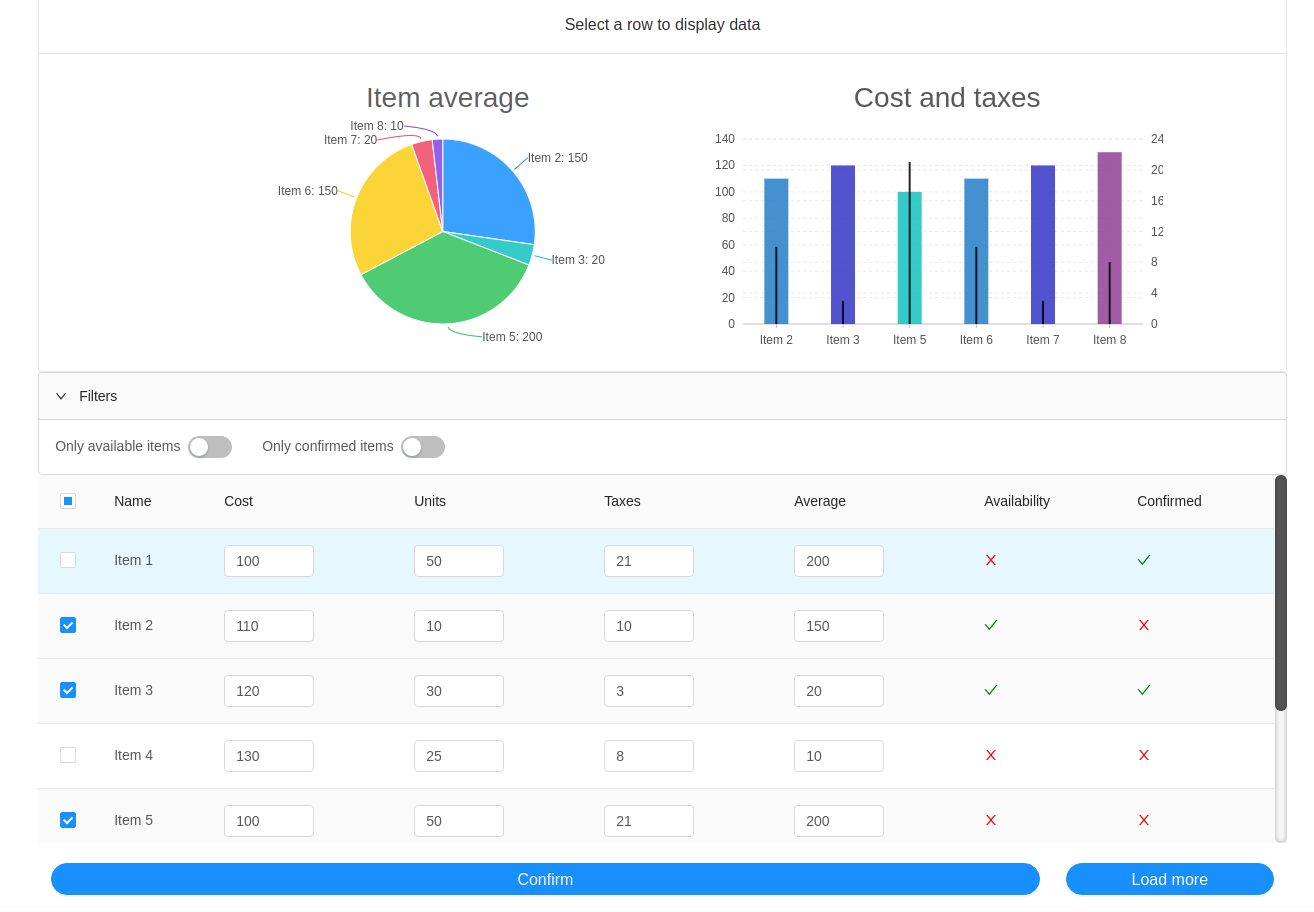 Select a row to display data
Item average
Cost and taxes
Item 8: 10
Item 7: 20
Item 2: 150
Item 6: 150
Item 3: 20
Item 5: 200
140
120
100
80
60
40
20
0
24
20
16
12
8
4
0
Item 2 Item 3 Item 5 Item 6 Item 7 Item 8
Filters
Only available items Only confirmed items
Name Cost Units Taxes Average Availability Confirmed
Item 1 100 50 21 200
Item 2 110 10 10 150
Item 3 120 30 3 20
Item 4 130 25 8 10
Item 5 100 50 21 200
Confirm Load more